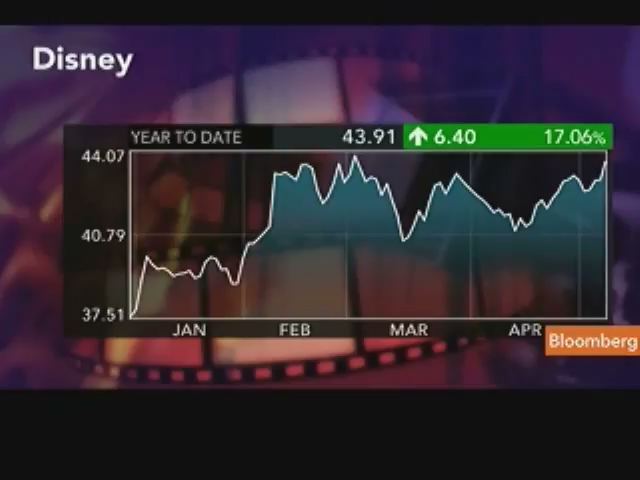 Disney
YEAR TO DATE 43.91 6.40 17.06%
44.07
40.79
37.51
JAN FEB MAR APR
Bloomberg